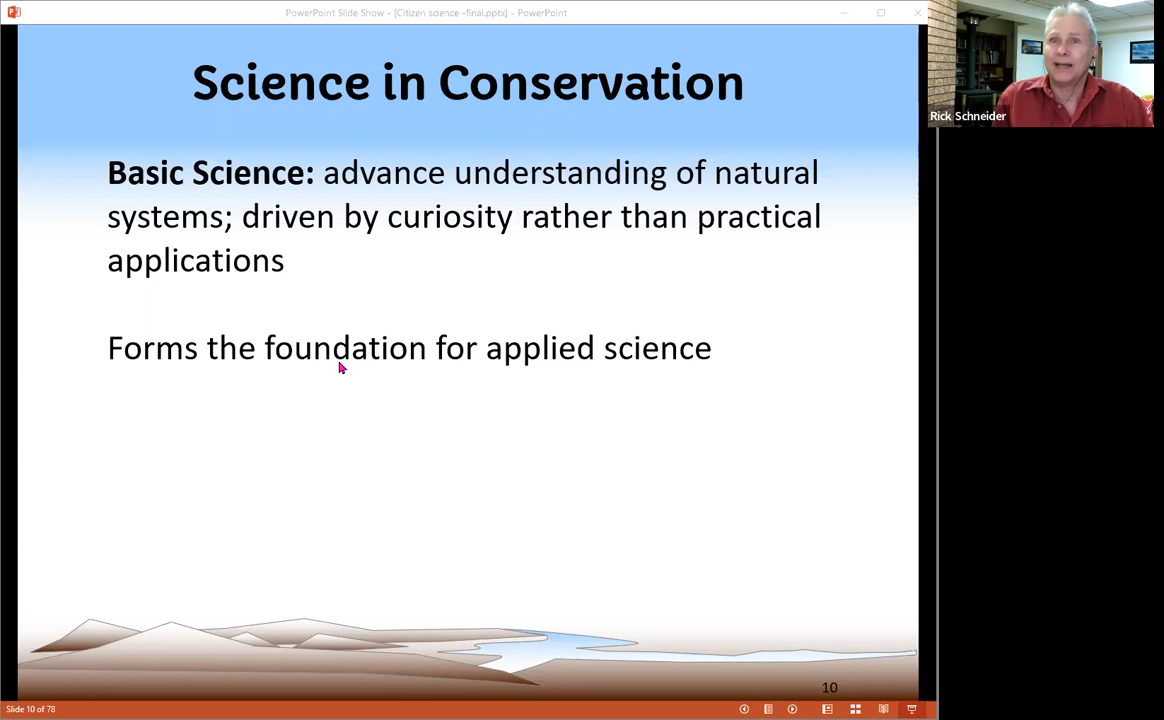 PowerPoint Slide Show - [Citizen science -final.pptx] - PowerPoint
Science in Conservation
Rick Schneider
Basic Science: advance understanding of natural
systems; driven by curiosity rather than practical
applications
Forms the foundation for applied science
10
Slide 10 of 78